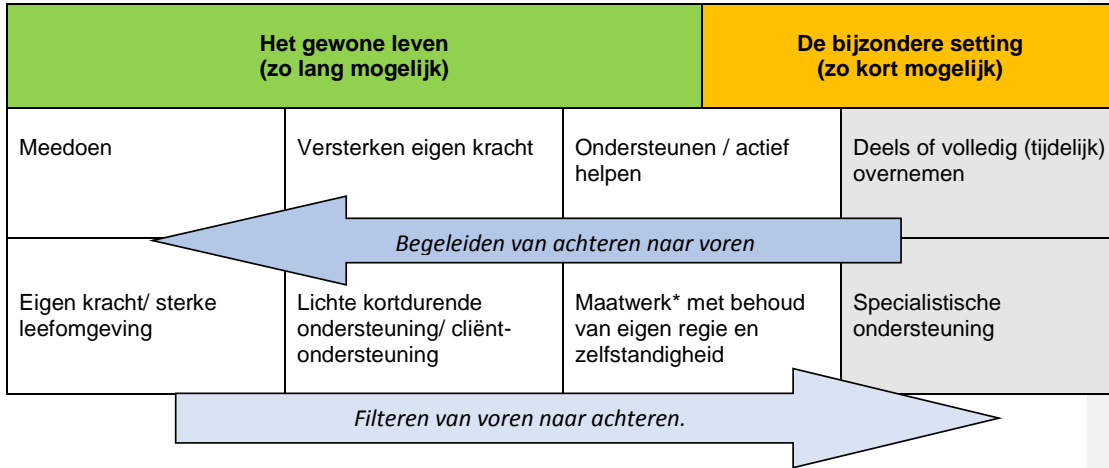 Het gewone leven
(zo lang mogelijk)
De bijzondere setting
(zo kort mogelijk)
Meedoen
Versterken eigen kracht
Ondersteunen / actief
helpen
Deels of volledig (tijdelijk)
overnemen
Begeleiden van achteren naar voren
Eigen kracht/ sterke
leefomgeving
Lichte kortdurende
ondersteuning/ cliënt-
ondersteuning
Maatwerk* met behoud
van eigen regie en
zelfstandigheid
Specialistische
ondersteuning
Filteren van voren naar achteren.